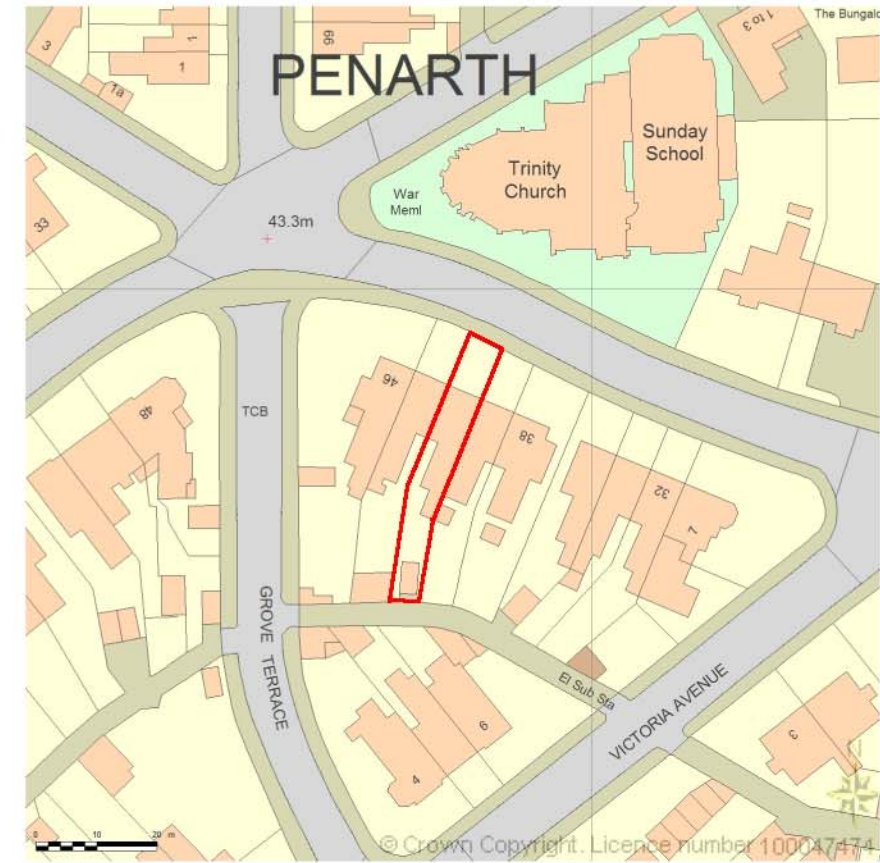 The Bungalo
3
1
1
1a
66
1 to 3
PENARTH
Sunday
School
Trinity
Church
War
Meml
33
43.3m
46
48
TCB
38
32
7
GROVE TERRACE
El Sub Sta
VICTORIA AVENUE
6
4
3
N
0 10 20 m
© Crown Copyright. Licence number 100047474